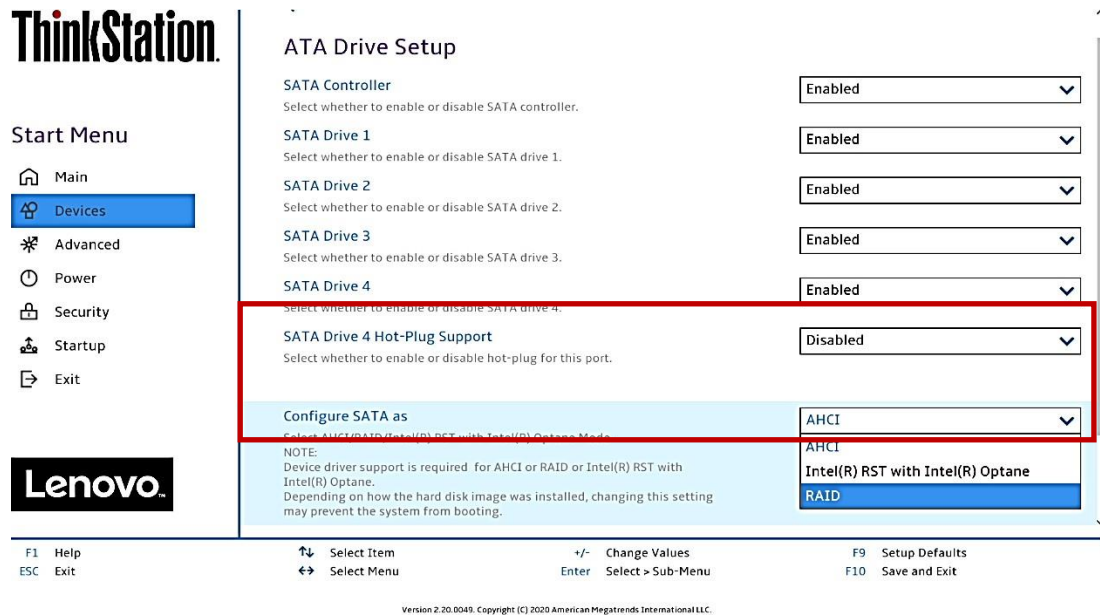 ThinkStation
ATA Drive Setup
SATA Controller
Enabled
Select whether to enable or disable SATA controller.
Start Menu
SATA Drive 1
Enabled
Select whether to enable or disable SATA drive 1.
Main
SATA Drive 2
Enabled
Select whether to enable or disable SATA drive 2.
Devices
SATA Drive 3
Enabled
Select whether to enable or disable SATA drive 3.
Advanced
Power
SATA Drive 4
Enabled
Select whether to enable or disable SATA drive 4.
Security
SATA Drive 4 Hot-Plug Support
Disabled
Select whether to enable or disable hot-plug for this port.
Startup
Exit
Configure SATA as
AHCI
Select AHCI/RAID/Intel(R) RST with Intel(R) Optane Mode.
NOTE:
Device driver support is required for AHCI or RAID or Intel(R) RST with
Intel(R) Optane.
Depending on how the hard disk image was installed, changing this setting
may prevent the system from booting.
AHCI
Intel(R) RST with Intel(R) Optane
RAID
Lenovo.
F1 Help
↑↓ Select Item
+/- Change Values
F9 Setup Defaults
ESC Exit
↔ Select Menu
Enter Select > Sub-Menu
F10 Save and Exit
Version 2.20.0049. Copyright (C) 2020 American Megatrends International LLC.